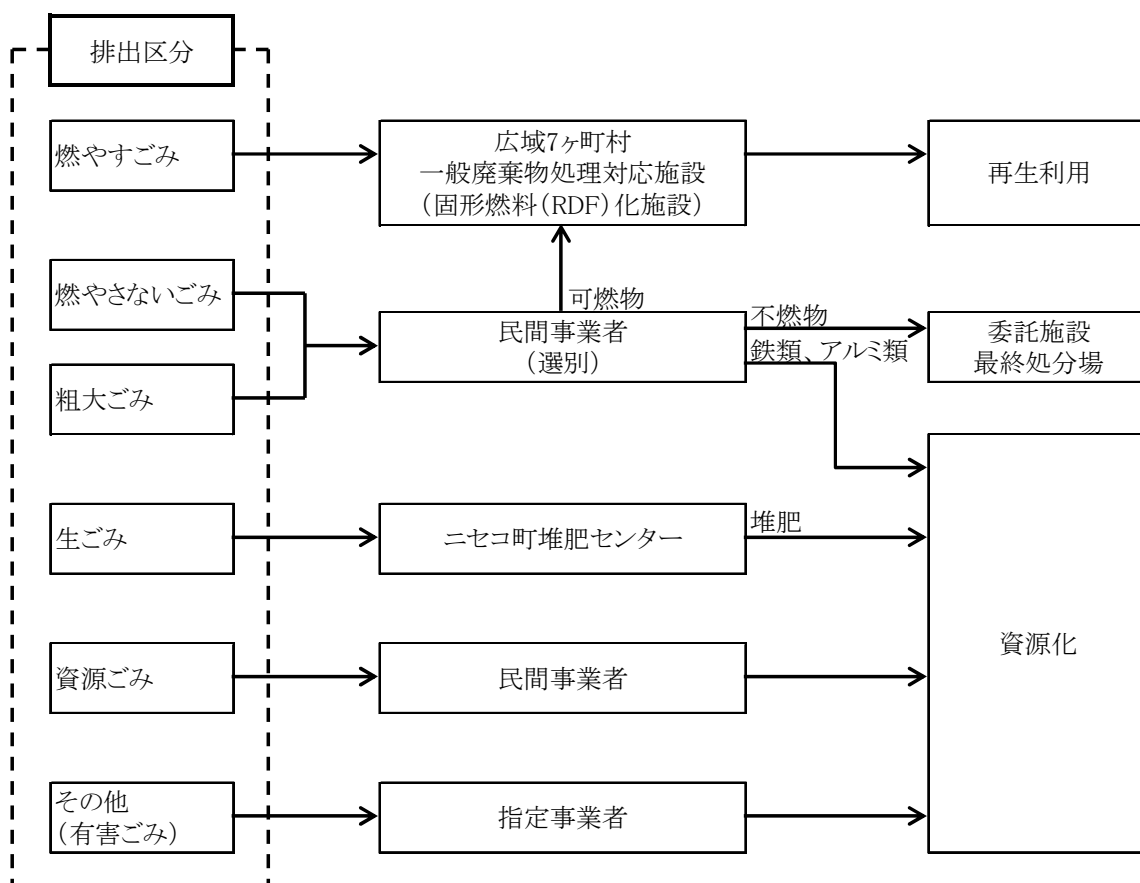 排出区分
燃やすごみ
広域7ヶ町村
一般廃棄物処理対応施設
（固形燃料（RDF）化施設）
再生利用
燃やさないごみ
粗大ごみ
可燃物
民間事業者
（選別）
不燃物
鉄類、アルミ類
委託施設
最終処分場
生ごみ
ニセコ町堆肥センター
堆肥
資源化
資源ごみ
民間事業者
その他
（有害ごみ）
指定事業者